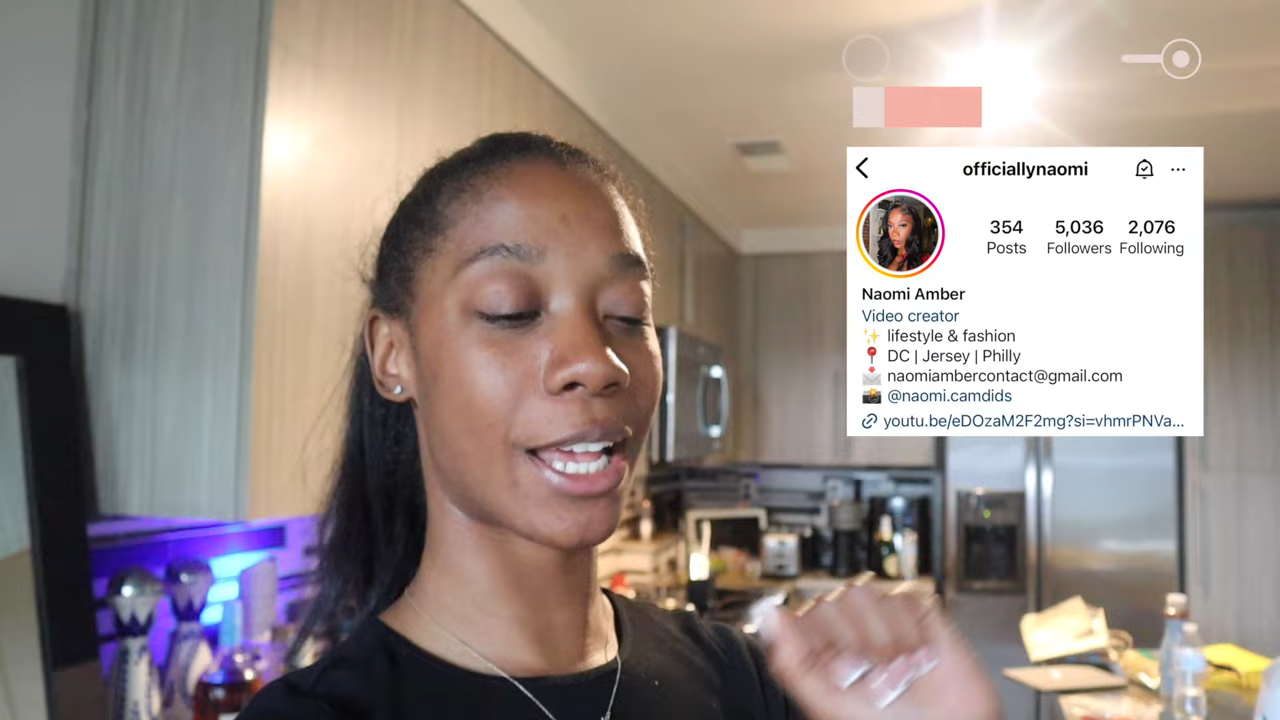 officiallynaomi
354 5,036 2,076
Posts Followers Following
Naomi Amber
Video creator
✨ lifestyle & fashion
📍 DC | Jersey | Philly
📩 naomiambercontact@gmail.com
📸 @naomi.camdids
youtu.be/eDOzaM2F2mg?si=vhmrPNVa...